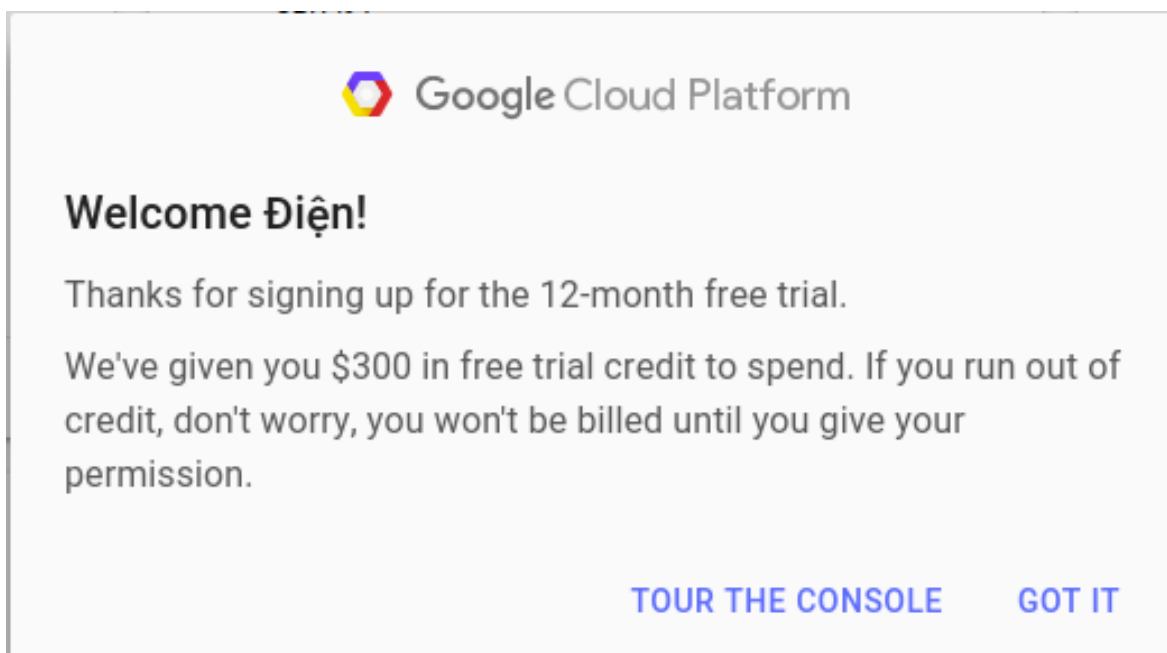 Google Cloud Platform
Welcome Điện!
Thanks for signing up for the 12-month free trial.
We've given you $300 in free trial credit to spend. If you run out of
credit, don't worry, you won't be billed until you give your
permission.
TOUR THE CONSOLE GOT IT